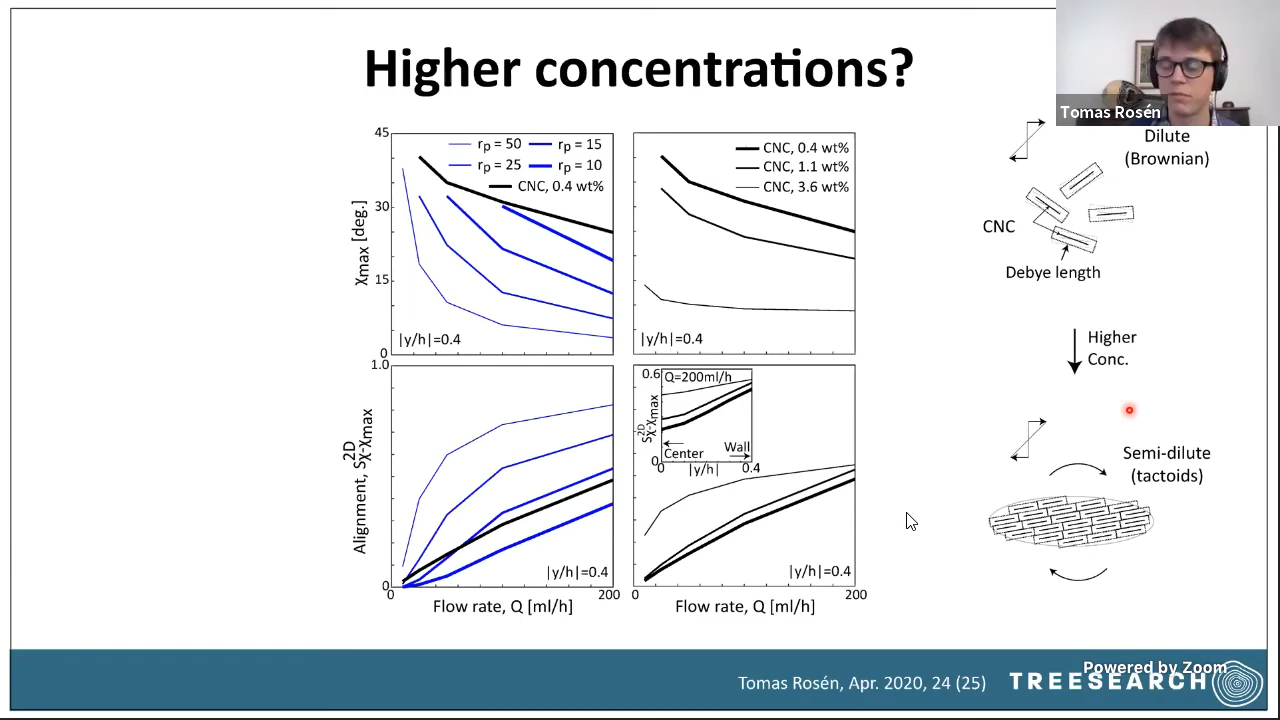 Higher concentrations?
Tomas Rosén
45
30
15
0
χmax [deg.]
rp = 50
rp = 15
rp = 25
rp = 10
CNC, 0.4 wt%
|y/h|=0.4
CNC, 0.4 wt%
CNC, 1.1 wt%
CNC, 3.6 wt%
|y/h|=0.4
1.0
0
Alignment, S2Dχ-χmax
|y/h|=0.4
0
200
Flow rate, Q [ml/h]
0.6
Q=200ml/h
S2Dχ-χmax
Center
Wall
0
0
|y/h|
0.4
|y/h|=0.4
0
200
Flow rate, Q [ml/h]
Dilute
(Brownian)
CNC
Debye length
Higher
Conc.
Semi-dilute
(tactoids)
Tomas Rosén, Apr. 2020, 24 (25)
TREESEARCH
Powered by Zoom